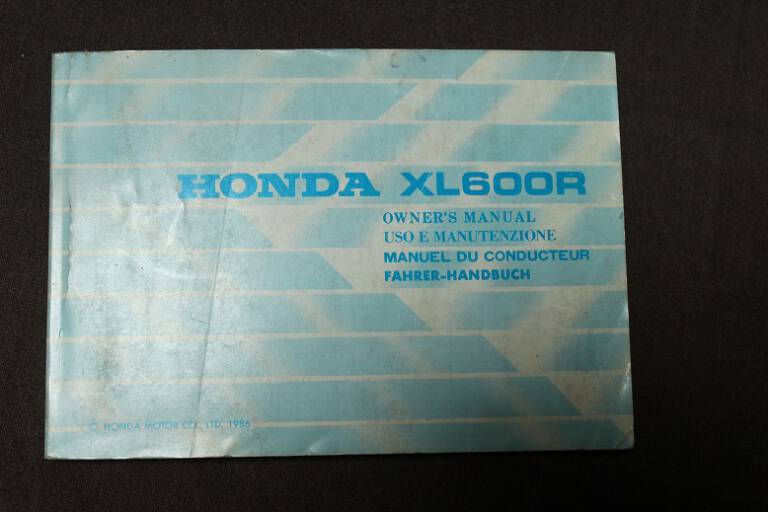 HONDA XL600R
OWNER'S MANUAL
USO E MANUTENZIONE
MANUEL DU CONDUCTEUR
FAHRER-HANDBUCH
© HONDA MOTOR CO., LTD. 1986